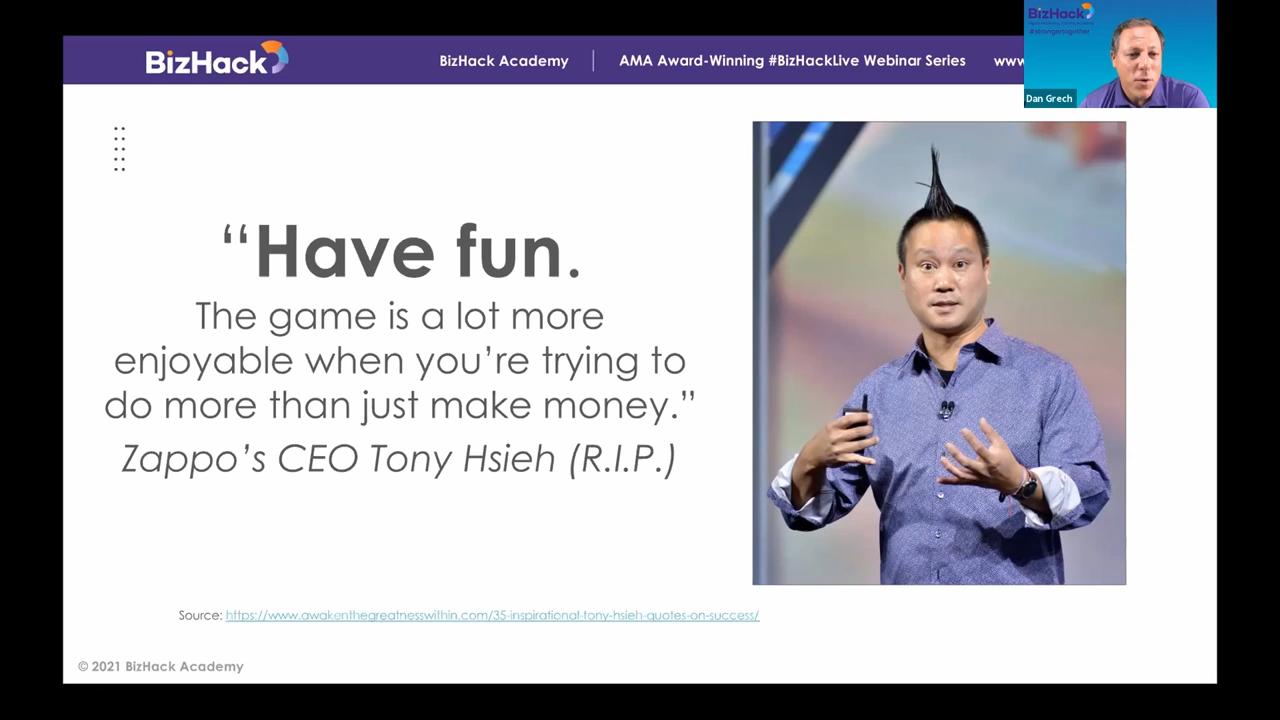 BizHack
BizHack Academy
AMA Award-Winning #BizHackLive Webinar Series
www
BizHack
#strongertogether
Dan Grech
“Have fun.
The game is a lot more
enjoyable when you’re trying to
do more than just make money.”
Zappo’s CEO Tony Hsieh (R.I.P.)
Source: https://www.awakenthegreatnesswithin.com/35-inspirational-tony-hsieh-quotes-on-success/
© 2021 BizHack Academy